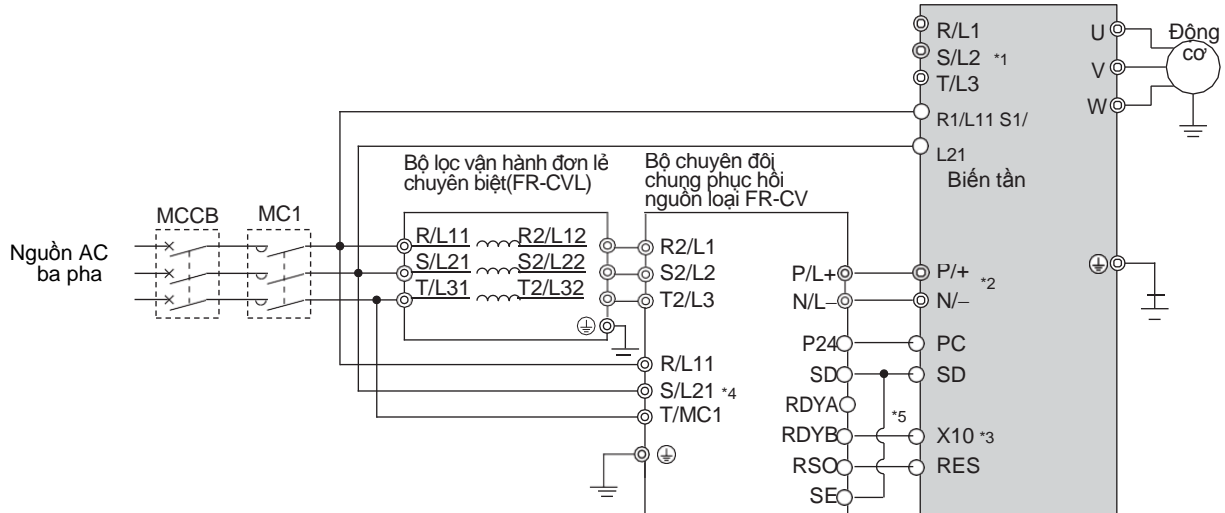 R/L1
S/L2 *1
T/L3
R1/L11 S1/
L21
Biến tần
U
V
W
Động
cơ
Bộ lọc vận hành đơn lẻ
chuyên biệt(FR-CVL)
Bộ chuyên đôi
chung phục hồi
nguồn loại FR-CV
MCCB
MC1
Nguồn AC
ba pha
R/L11
R2/L12
S/L21
S2/L22
T/L31
T2/L32
R2/L1
S2/L2
T2/L3
R/L11
S/L21 *4
T/MC1
P/L+
N/L−
P24
SD
RDYA
RDYB
RSO
SE
*5
P/+
*2
N/−
PC
SD
X10 *3
RES